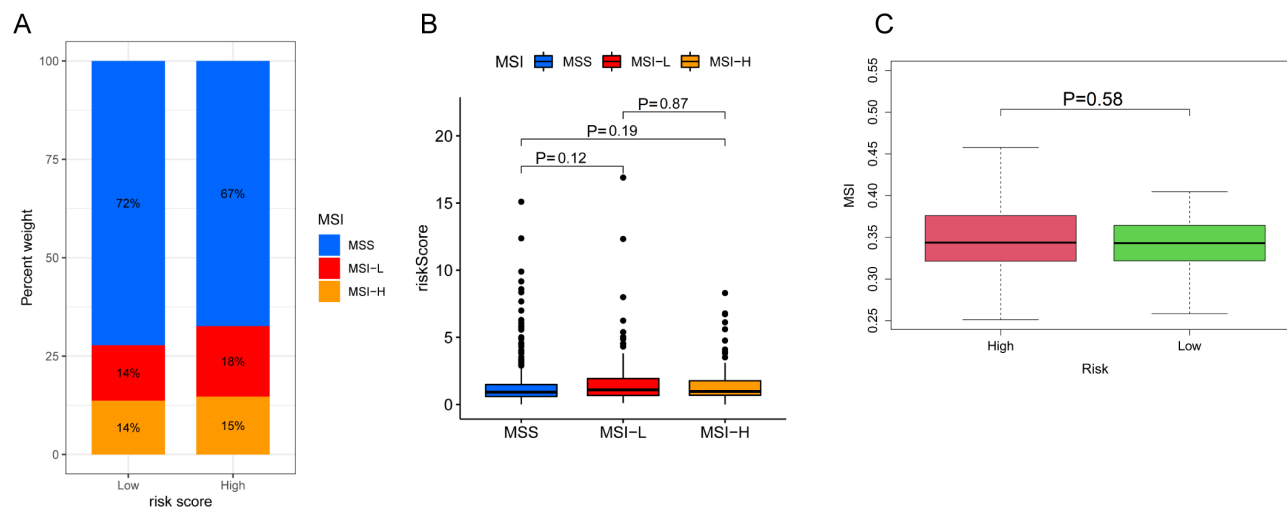 A
Percent weight
100
75
50
25
0
72%
14%
14%
67%
18%
15%
Low
High
risk score
MSI
MSS
MSI-L
MSI-H
B
MSI MSS MSI-L MSI-H
riskScore
20
15
10
5
0
P=0.87
P=0.19
P=0.12
MSS MSI-L MSI-H
C
MSI
0.55
0.50
0.45
0.40
0.35
0.30
0.25
P=0.58
High Low
Risk